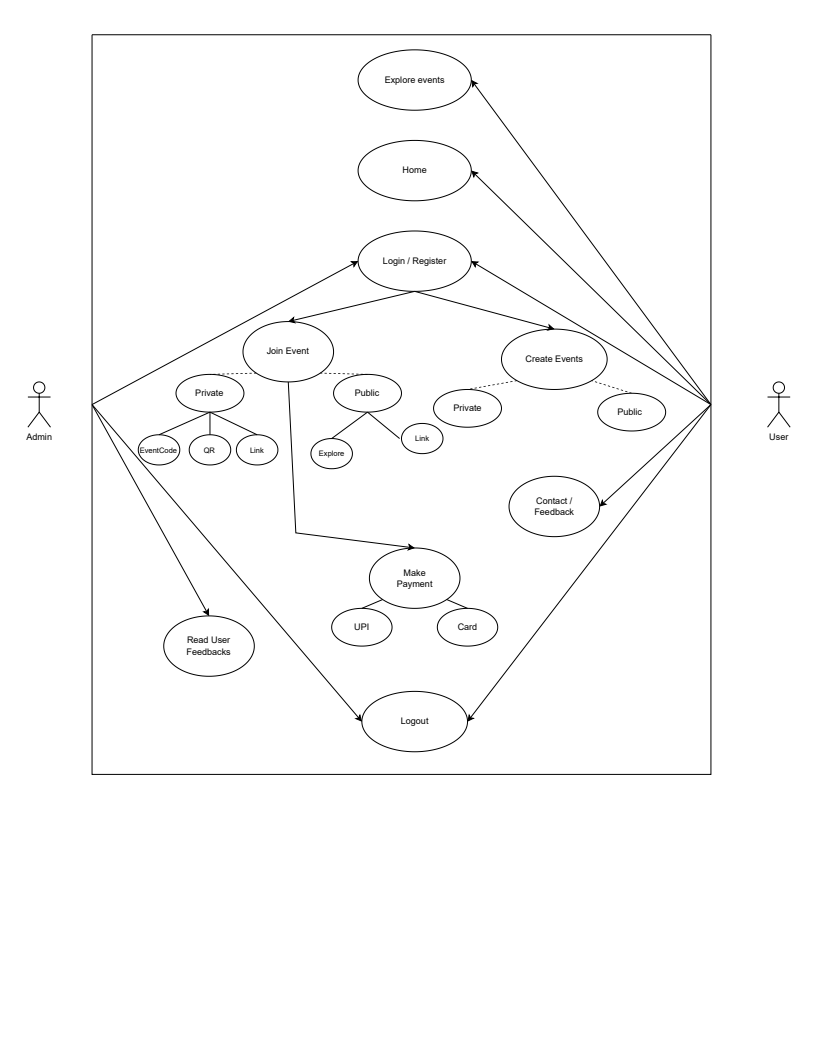 Explore events
Home
Login / Register
Join Event
Create Events
Private
Public
Private
Public
EventCode
QR
Link
Explore
Link
Admin
User
Contact /
Feedback
Make
Payment
UPI
Card
Read User
Feedbacks
Logout